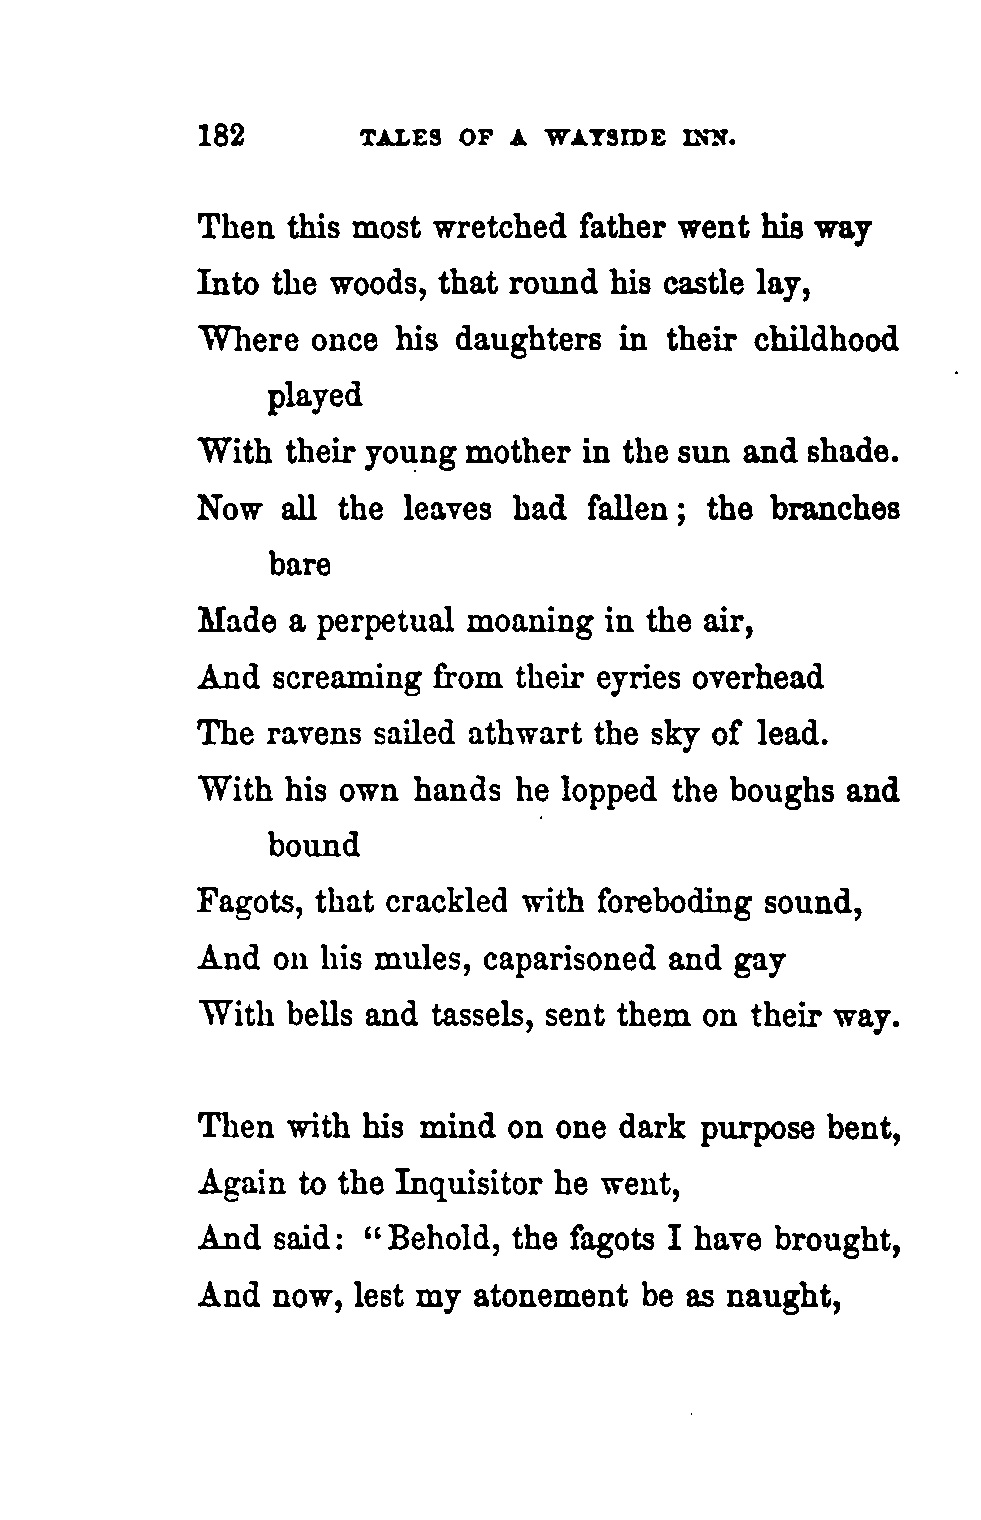 182 TALES OF A WAYSIDE INN.
Then this most wretched father went his way
Into the woods, that round his castle lay,
Where once his daughters in their childhood
played
With their young mother in the sun and shade.
Now all the leaves had fallen; the branches
bare
Made a perpetual moaning in the air,
And screaming from their eyries overhead
The ravens sailed athwart the sky of lead.
With his own hands he lopped the boughs and
bound
Fagots, that crackled with foreboding sound,
And on his mules, caparisoned and gay
With bells and tassels, sent them on their way.
Then with his mind on one dark purpose bent,
Again to the Inquisitor he went,
And said: "Behold, the fagots I have brought,
And now, lest my atonement be as naught,